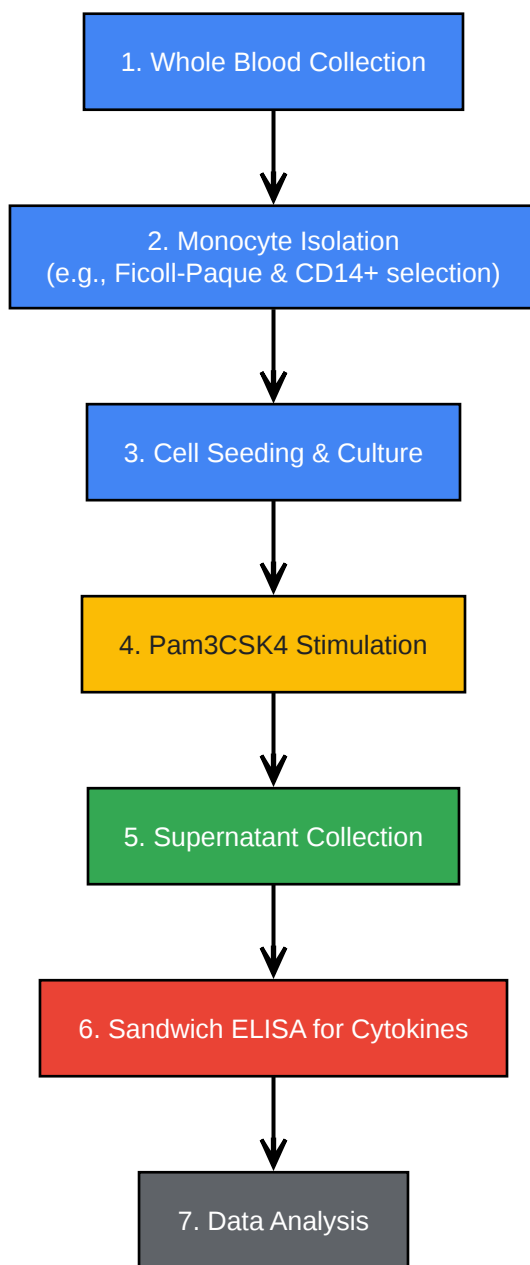 1. Whole Blood Collection
2. Monocyte Isolation
(e.g., Ficoll-Paque & CD14+ selection)
3. Cell Seeding & Culture
4. Pam3CSK4 Stimulation
5. Supernatant Collection
6. Sandwich ELISA for Cytokines
7. Data Analysis